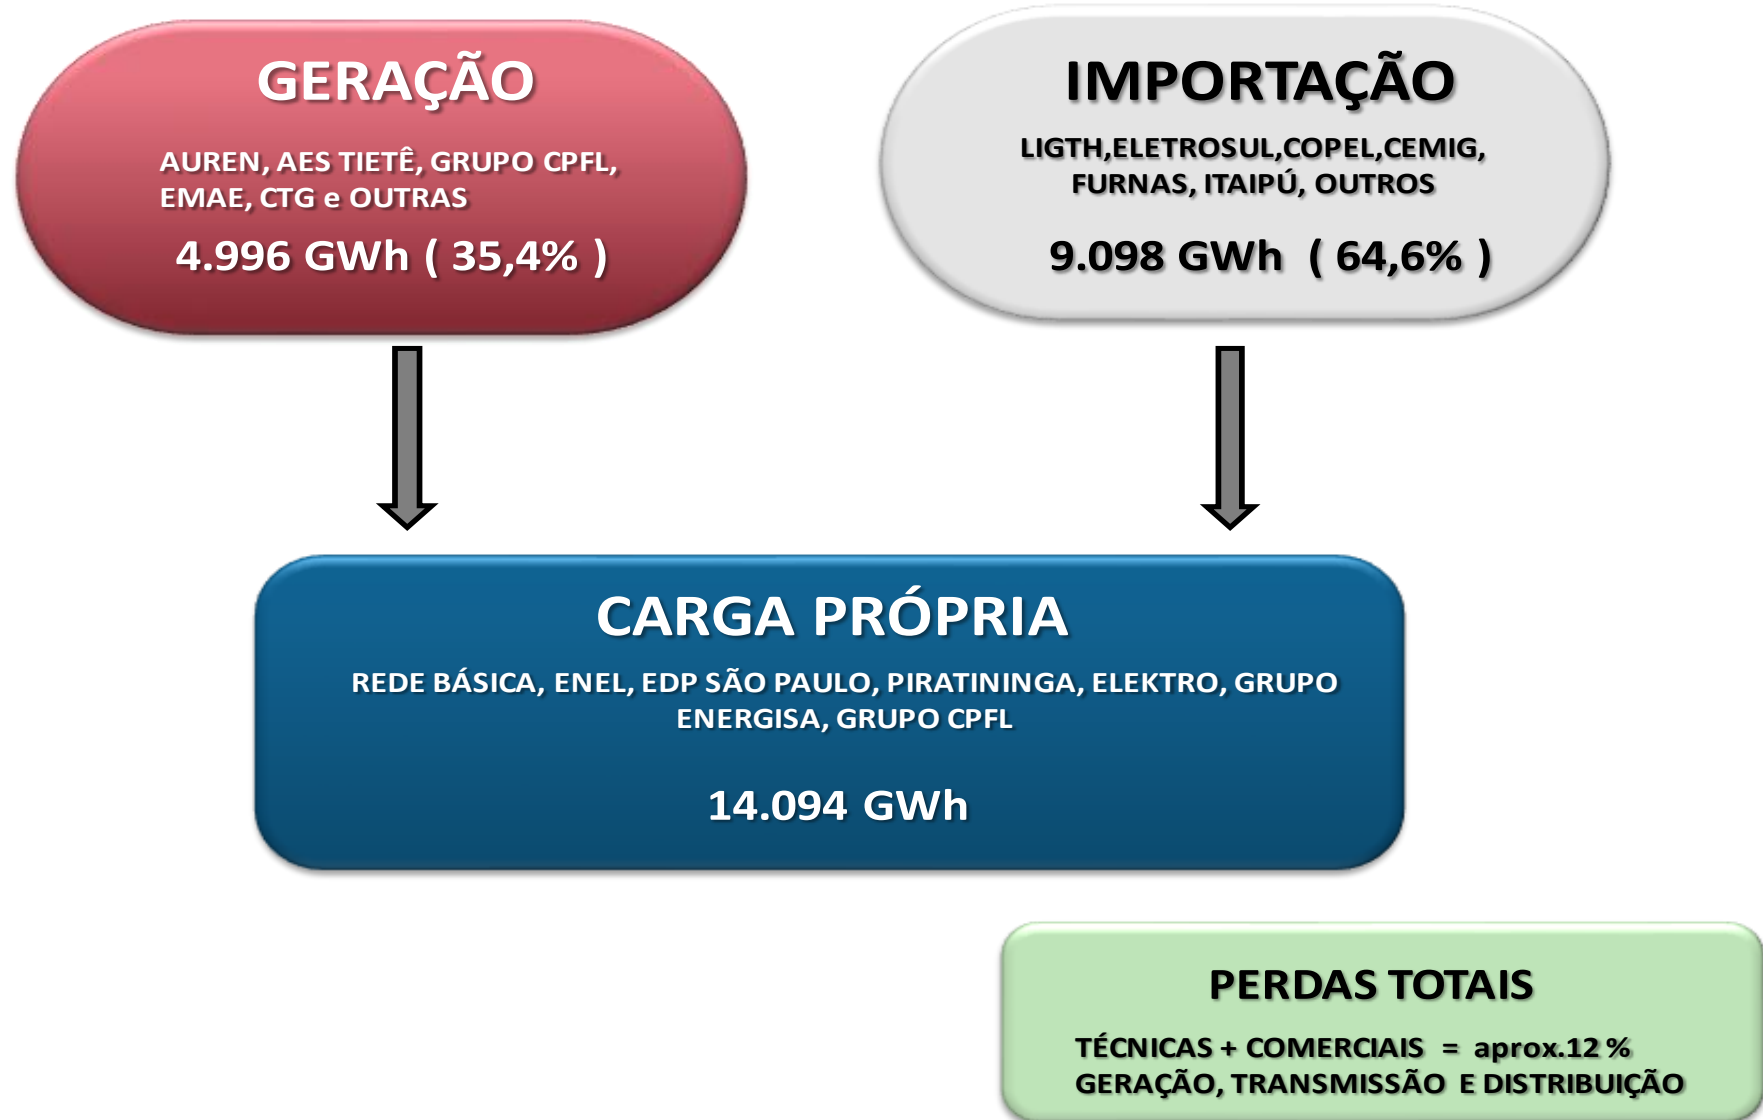 GERAÇÃO
AUREN, AES TIETÊ, GRUPO CPFL,
EMAE, CTG e OUTRAS
4.996 GWh ( 35,4% )
IMPORTAÇÃO
LIGTH,ELETROSUL,COPEL,CEMIG,
FURNAS, ITAIPÚ, OUTROS
9.098 GWh ( 64,6% )
CARGA PRÓPRIA
REDE BÁSICA, ENEL, EDP SÃO PAULO, PIRATININGA, ELEKTRO, GRUPO
ENERGISA, GRUPO CPFL
14.094 GWh
PERDAS TOTAIS
TÉCNICAS + COMERCIAIS = aprox.12 %
GERAÇÃO, TRANSMISSÃO E DISTRIBUIÇÃO